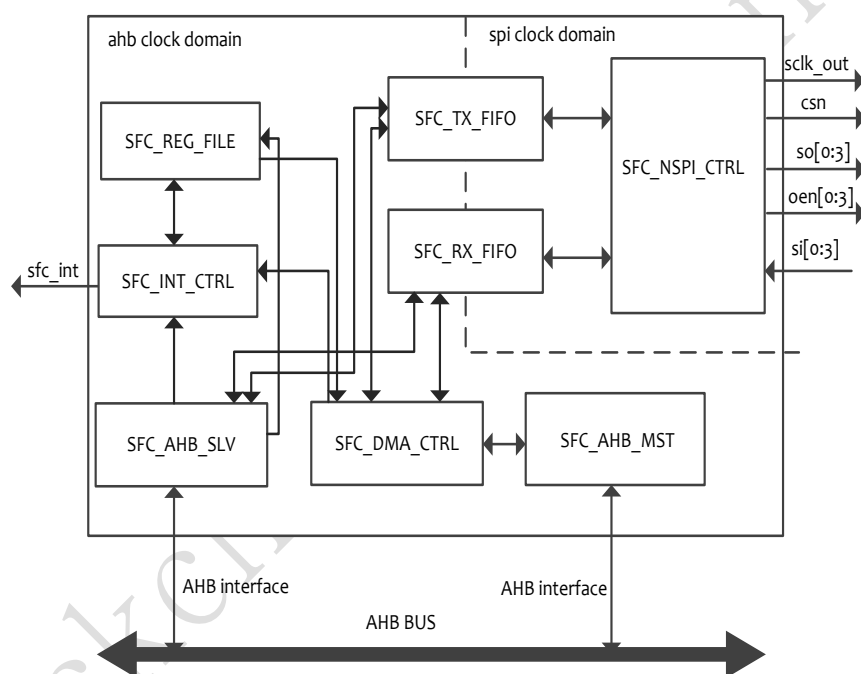 ahb clock domain
spi clock domain
sclk_out
csn
SFC_TX_FIFO
SFC_REG_FILE
so[0:3]
SFC_NSPI_CTRL
oen[0:3]
SFC_RX_FIFO
si[0:3]
sfc_int
SFC_INT_CTRL
SFC_AHB_SLV
SFC_DMA_CTRL
SFC_AHB_MST
AHB interface
AHB interface
AHB BUS